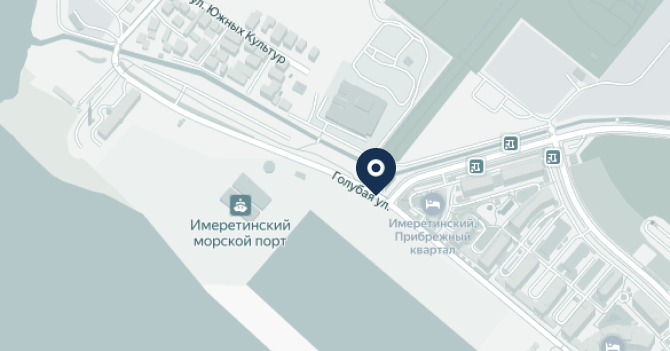 ул. Южных Культур
Голубая ул.
Имеретинский
морской порт
Имеретинский,
Прибрежный
квартал